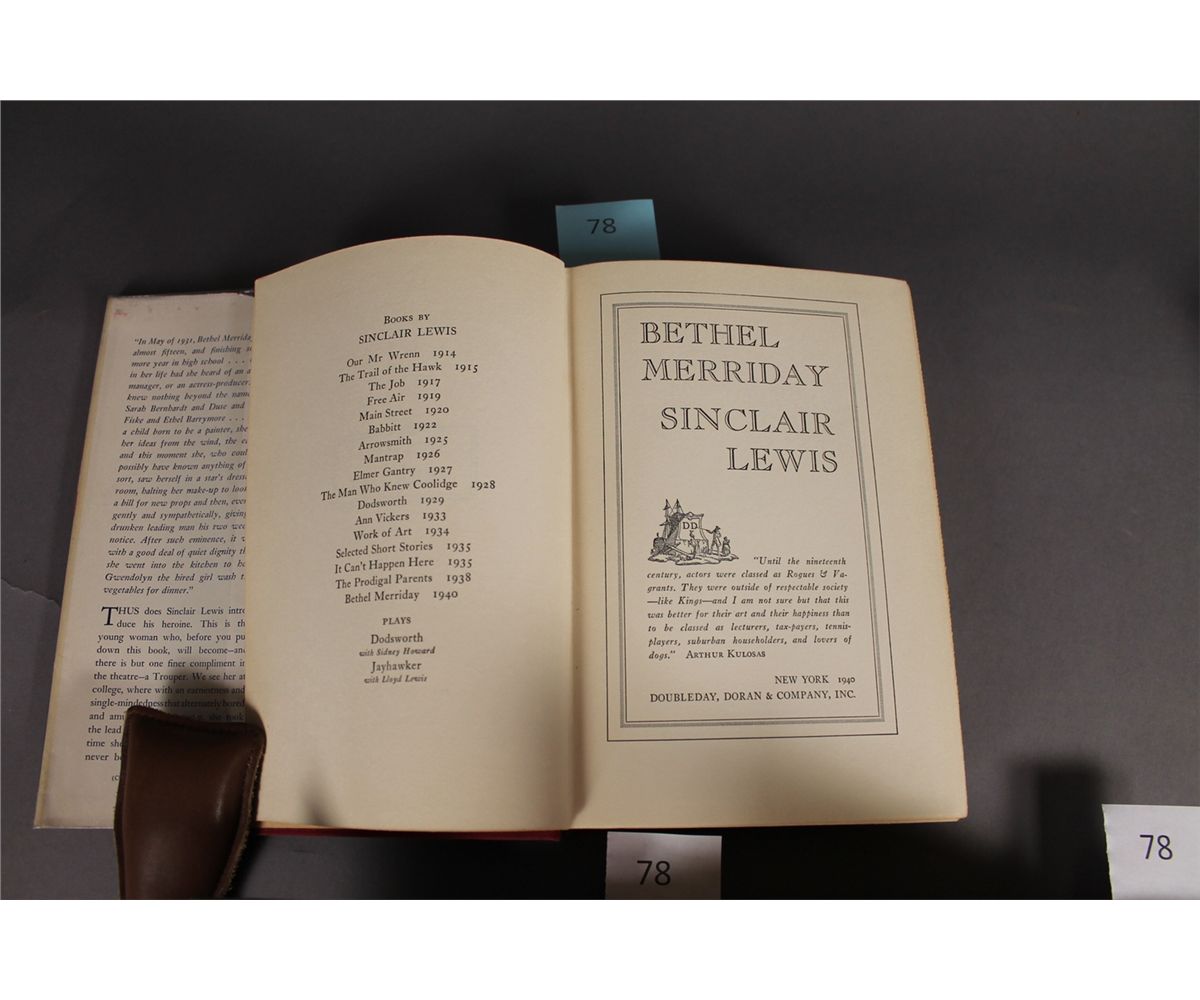 78
"In May of 1931, Bethel Merriday
almost fifteen, and finishing
more year in high school . . .
in her life had she heard of an
manager, or an actress-producer
knew nothing beyond the
Sarah Bernhardt and Duse and
Fiske and Ethel Barrymore . . .
a child born to be a painter, she
her ideas from the wind, the
and this moment she, who
possibly have known anything of
sort, saw herself in a star's
room, halting her make-up to
a bill for new props and then,
gently and sympathetically,
drunken leading man his two
notice. After such eminence, it
with a good deal of quiet dignity
she went into the kitchen to
Gwendolyn the hired girl wash
vegetables for dinner."
THUS does Sinclair Lewis
duce his heroine. This is
young woman who, before you
down this book, will become—
there is but one finer compliment
the theatre—a Trouper. We see her at
college, where with an earnestness and
single-mindedness that alternately bored
and she took
the lead
time she
never
BOOKS BY
SINCLAIR LEWIS
Our Mr Wrenn 1914
The Trail of the Hawk 1915
The Job 1917
Free Air 1919
Main Street 1920
Babbitt 1922
Arrowsmith 1925
Mantrap 1926
Elmer Gantry 1927
The Man Who Knew Coolidge 1928
Dodsworth 1929
Ann Vickers 1933
Work of Art 1934
Selected Short Stories 1935
It Can't Happen Here 1935
The Prodigal Parents 1938
Bethel Merriday 1940
PLAYS
Dodsworth
with Sidney Howard
Jayhawker
with Lloyd Lewis
BETHEL
MERRIDAY
SINCLAIR
LEWIS
DD
"Until the nineteenth
century, actors were classed as Rogues & Va-
grants. They were outside of respectable society
—like Kings—and I am not sure but that this
was better for their art and their happiness than
to be classed as lecturers, tax-payers, tennis-
players, suburban householders, and lovers of
dogs." ARTHUR KULOSAS
NEW YORK 1940
DOUBLEDAY, DORAN & COMPANY, INC.
78
78